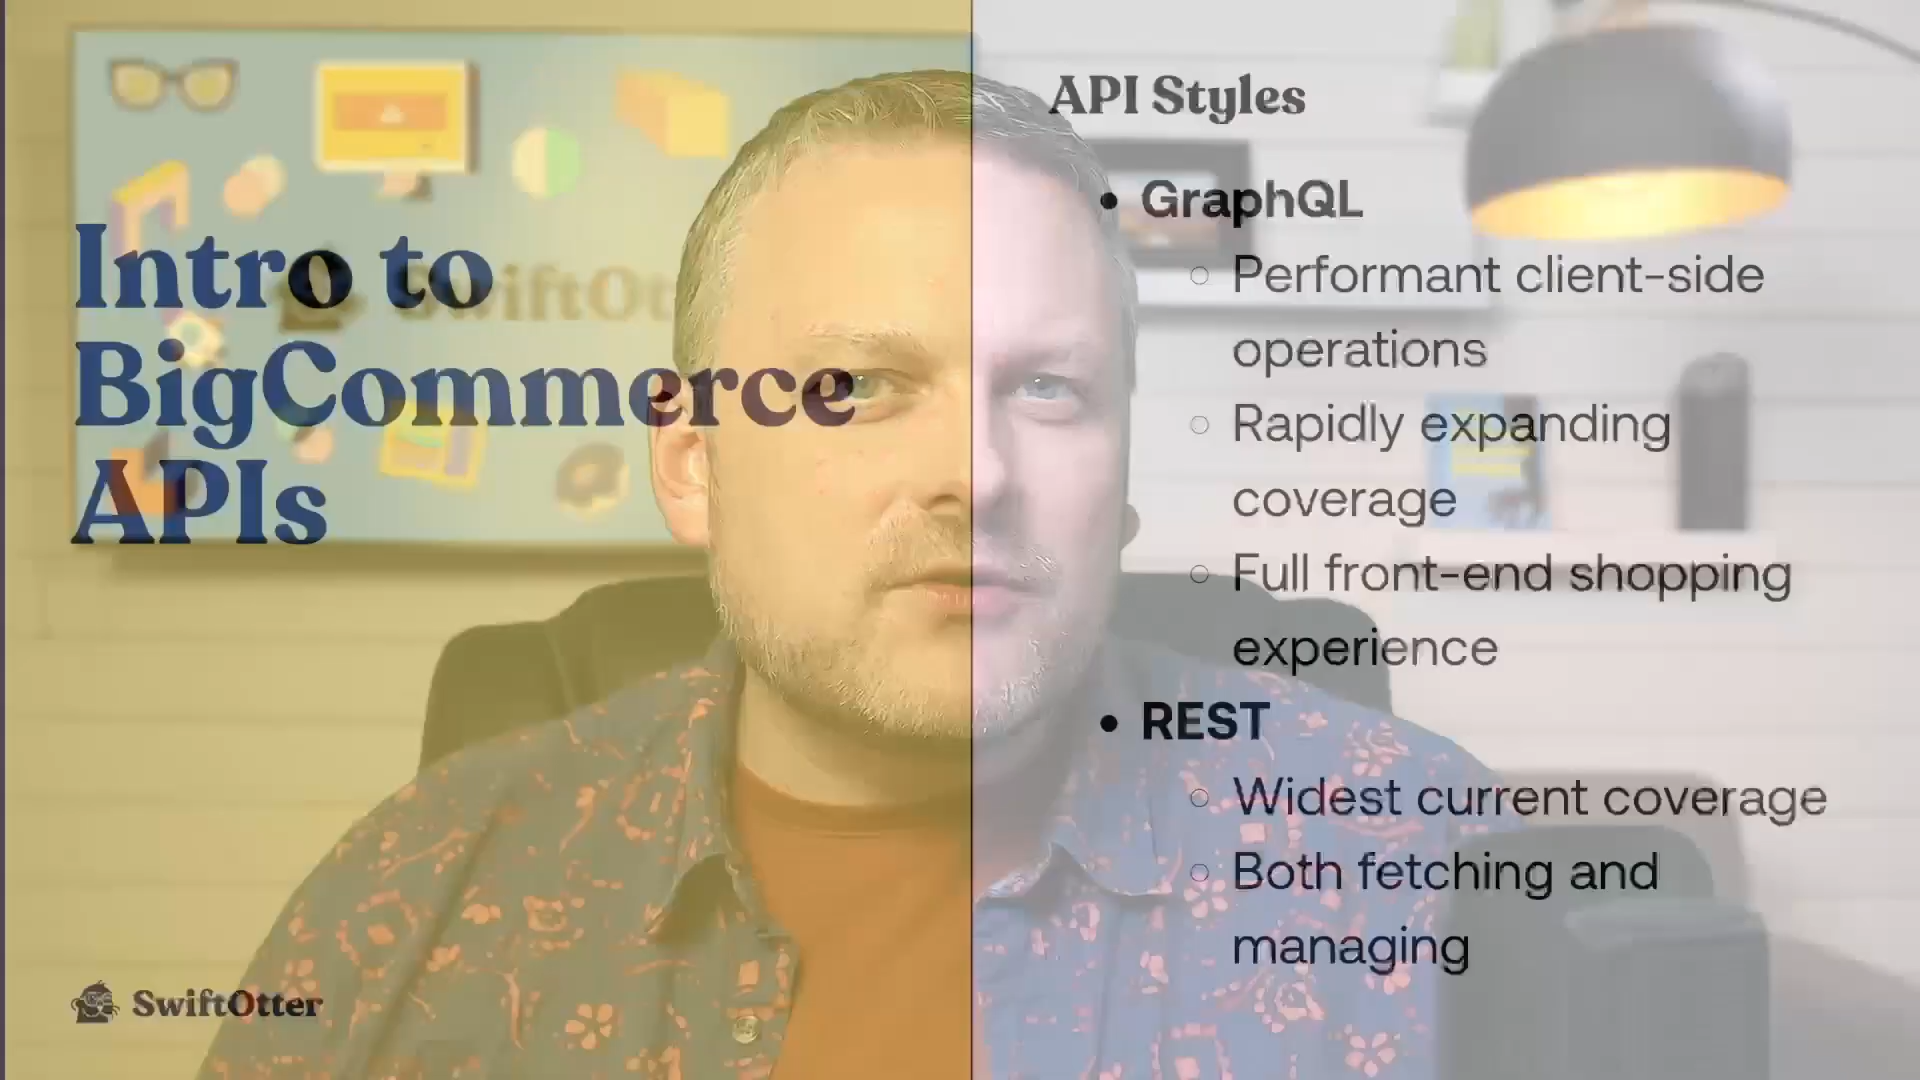 Intro to
BigCommerce
APIs
SwiftOtter
API Styles
GraphQL
Performant client-side
operations
Rapidly expanding
coverage
Full front-end shopping
experience
REST
Widest current coverage
Both fetching and
managing